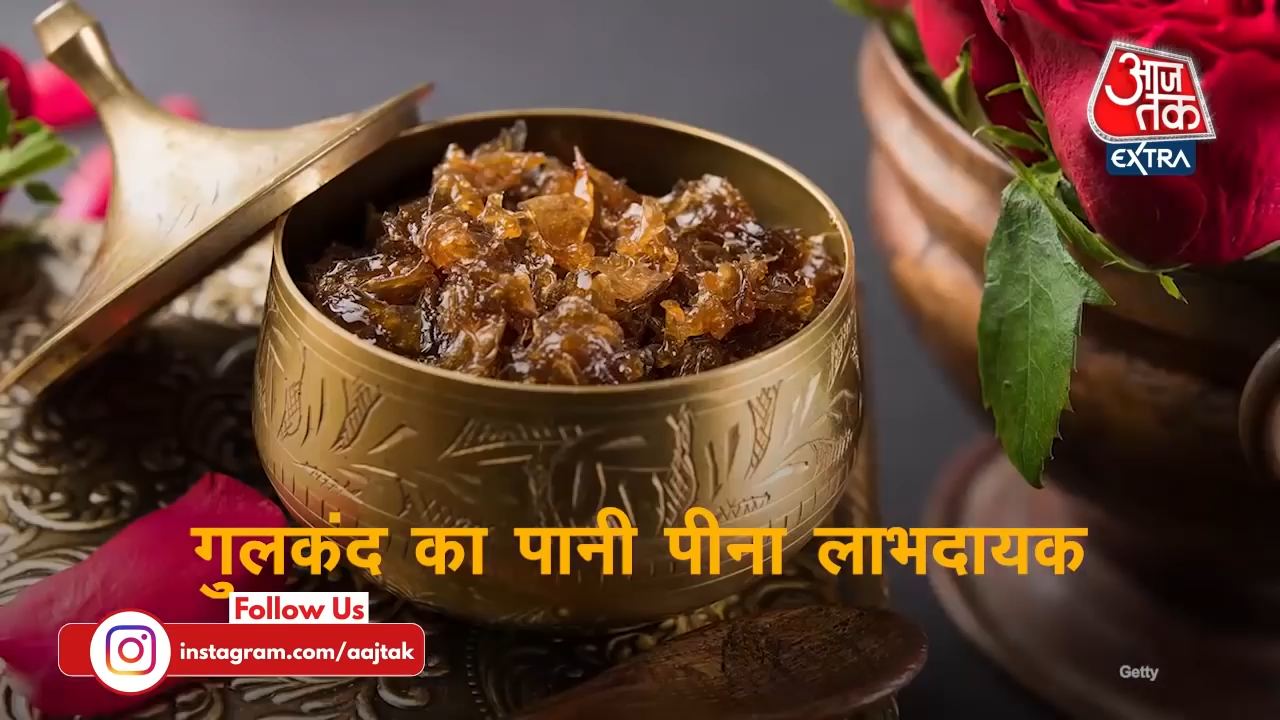 आज
तक
EXTRA
गुलकंद का पानी पीना लाभदायक
Follow Us
instagram.com/aajtak
Getty